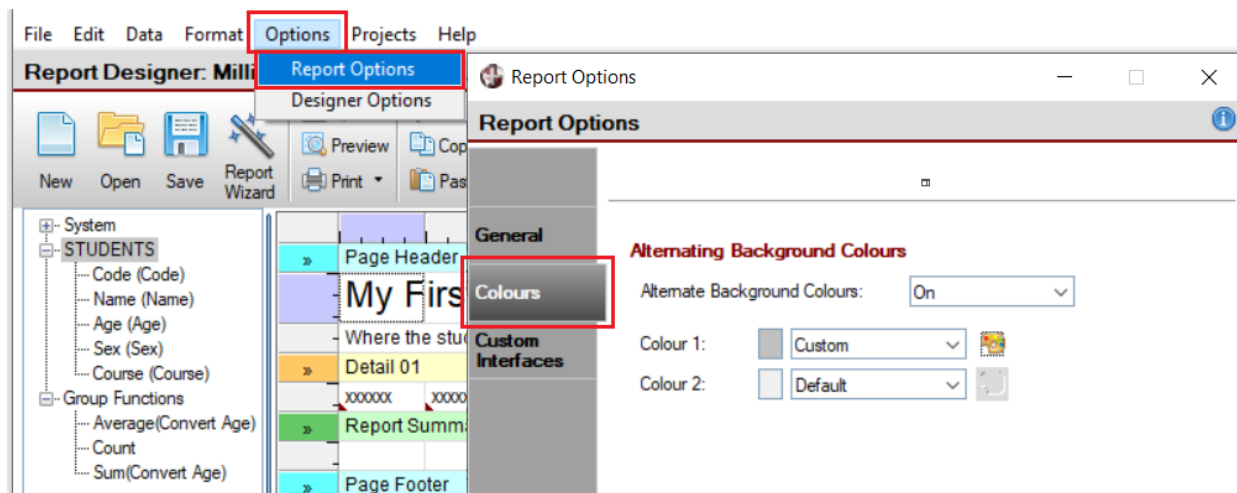 File Edit Data Format Options Projects Help
Report Designer: Milli
Report Options
Designer Options
New
Open
Save
Report
Wizard
Preview
Print
Cop
Pas
System
STUDENTS
Code (Code)
Name (Name)
Age (Age)
Sex (Sex)
Course (Course)
Group Functions
Average(Convert Age)
Count
Sum(Convert Age)
» Page Header
My Firs
Where the stud
» Detail 01
xxxxxx xxxxx
» Report Summa
» Page Footer
Report Options
Report Options
General
Colours
Custom
Interfaces
Alternating Background Colours
Alternate Background Colours: On
Colour 1: Custom
Colour 2: Default